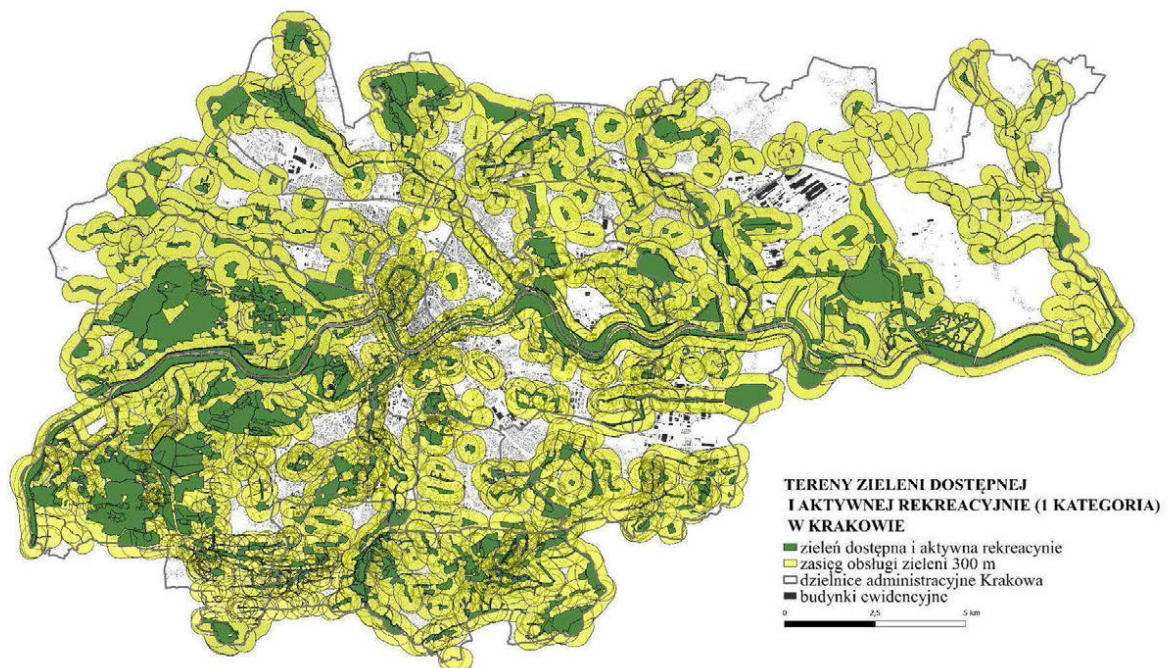 TERENY ZIELENI DOSTĘPNEJ
I AKTYWNEJ REKREACYJNIE (1 KATEGORIA)
W KRAKOWIE
zieleń dostępna i aktywna rekreacynie
zasięg obsługi zieleni 300 m
dzielnice administracyjne Krakowa
budynki ewidencyjne
0 2,5 5 km